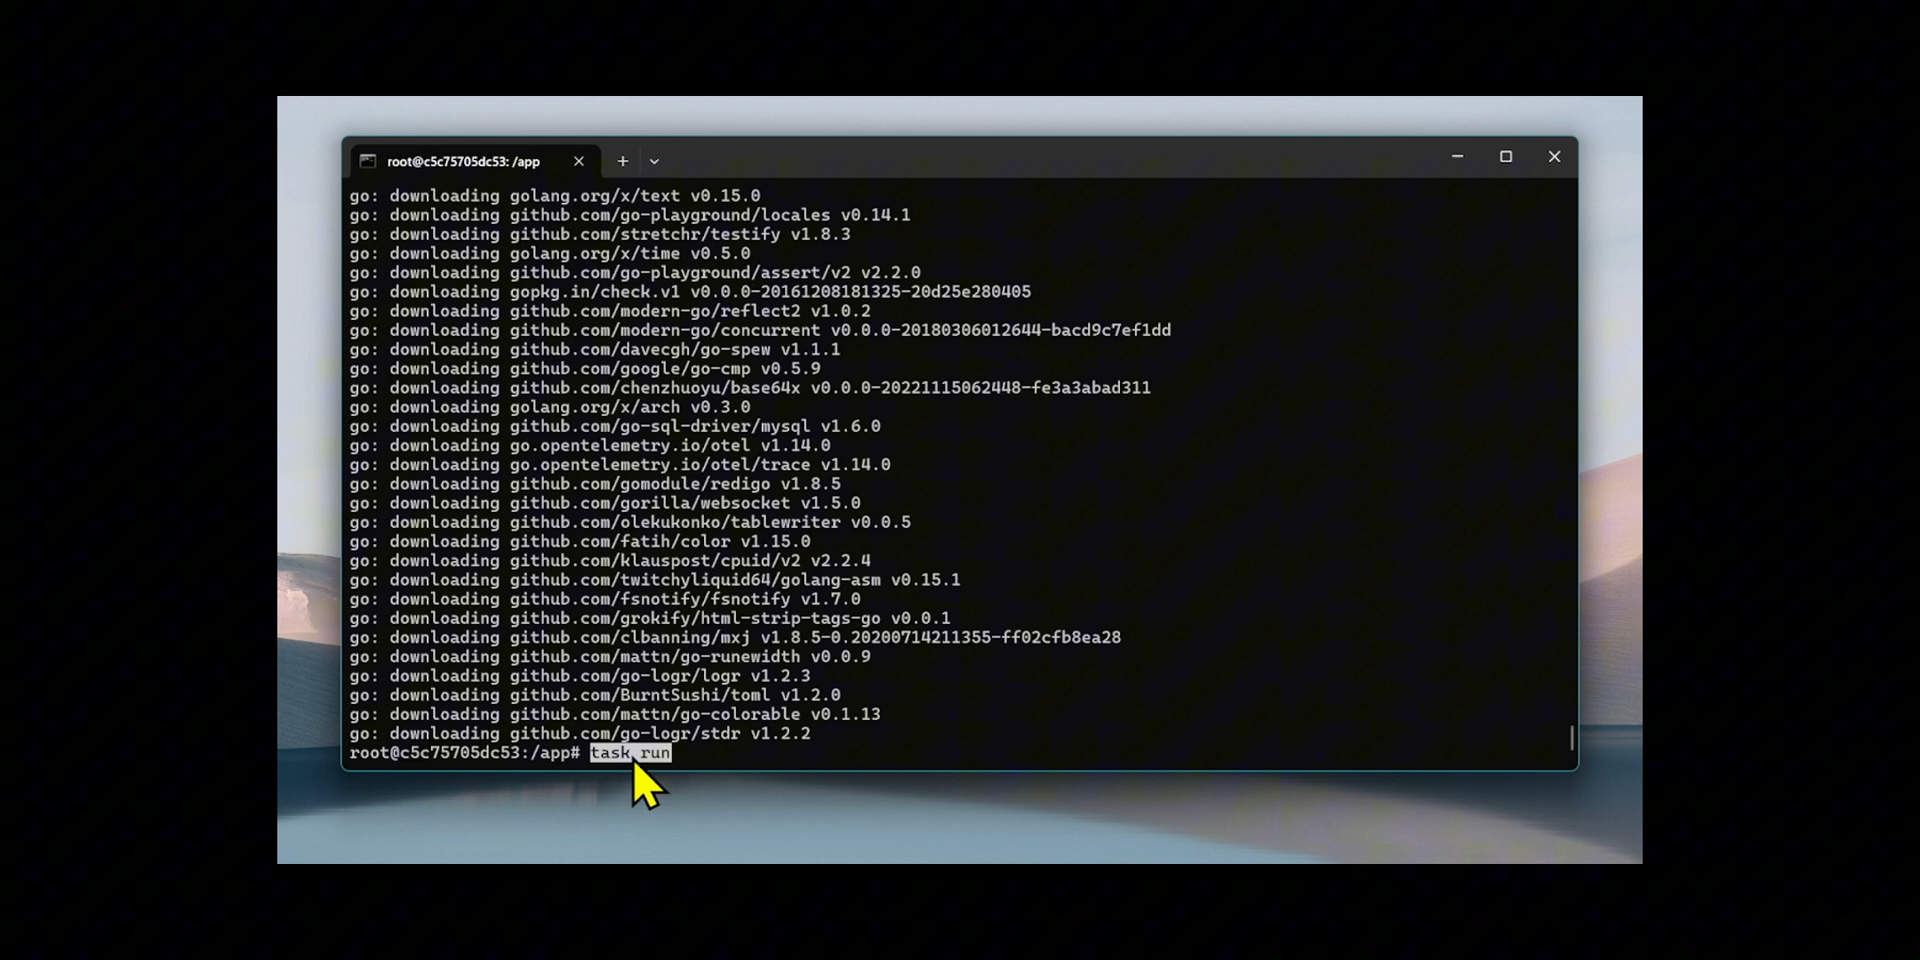 root@c5c75705dc53: /app
go: downloading golang.org/x/text v0.15.0
go: downloading github.com/go-playground/locales v0.14.1
go: downloading github.com/stretchr/testify v1.8.3
go: downloading golang.org/x/time v0.5.0
go: downloading github.com/go-playground/assert/v2 v2.2.0
go: downloading gopkg.in/check.v1 v0.0.0-20161208181325-20d25e280405
go: downloading github.com/modern-go/reflect2 v1.0.2
go: downloading github.com/modern-go/concurrent v0.0.0-20180306012644-bacd9c7ef1dd
go: downloading github.com/davecgh/go-spew v1.1.1
go: downloading github.com/google/go-cmp v0.5.9
go: downloading github.com/chenzhuoyu/base64x v0.0.0-20221115062448-fe3a3abad311
go: downloading golang.org/x/arch v0.3.0
go: downloading github.com/go-sql-driver/mysql v1.6.0
go: downloading go.opentelemetry.io/otel v1.14.0
go: downloading go.opentelemetry.io/otel/trace v1.14.0
go: downloading github.com/gomodule/redigo v1.8.5
go: downloading github.com/gorilla/websocket v1.5.0
go: downloading github.com/olekukonko/tablewriter v0.0.5
go: downloading github.com/fatih/color v1.15.0
go: downloading github.com/klauspost/cpuid/v2 v2.2.4
go: downloading github.com/twitchyliquid64/golang-asm v0.15.1
go: downloading github.com/fsnotify/fsnotify v1.7.0
go: downloading github.com/grokify/html-strip-tags-go v0.0.1
go: downloading github.com/clbanning/mxj v1.8.5-0.20200714211355-ff02cfb8ea28
go: downloading github.com/mattn/go-runewidth v0.0.9
go: downloading github.com/go-logr/logr v1.2.3
go: downloading github.com/BurntSushi/toml v1.2.0
go: downloading github.com/mattn/go-colorable v0.1.13
go: downloading github.com/go-logr/stdr v1.2.2
root@c5c75705dc53:/app# task run